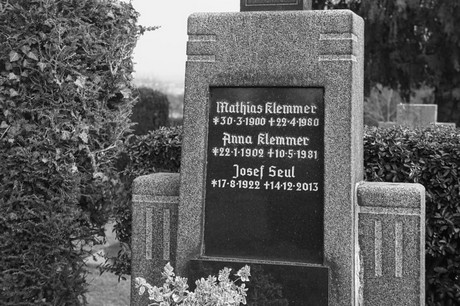 Mathias Klemmer
*30·3·1900 +22·4·1980
Anna Klemmer
*22·1·1902 +10·5·1981
Josef Seul
*17·8·1922 +14·12·2013